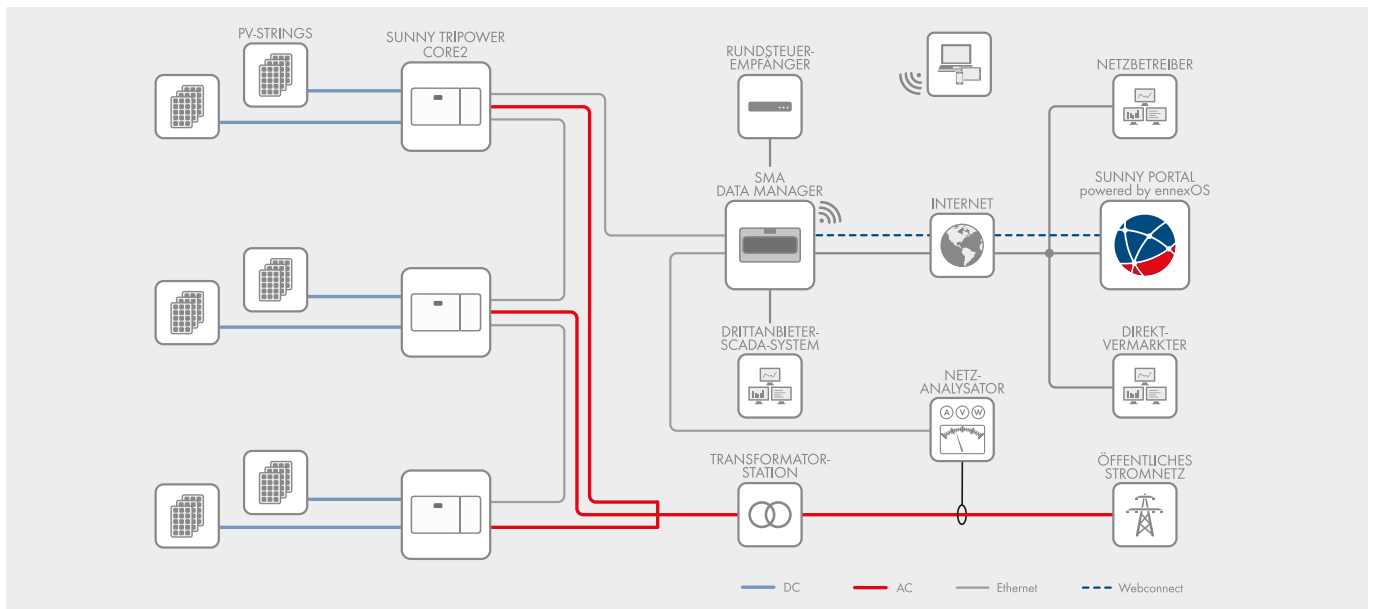 PV-STRINGS
SUNNY TRIPOWER
CORE2
RUNDSTEUER-
EMPFÄNGER
NETZBETREIBER
SMA
DATA MANAGER
INTERNET
SUNNY PORTAL
powered by ennexOS
DRITTANBIETER-
SCADA-SYSTEM
NETZ-
ANALYSATOR
A V W
DIREKT-
VERMARKTER
TRANSFORMATOR-
STATION
ÖFFENTLICHES
STROMNETZ
DC
AC
Ethernet
Webconnect